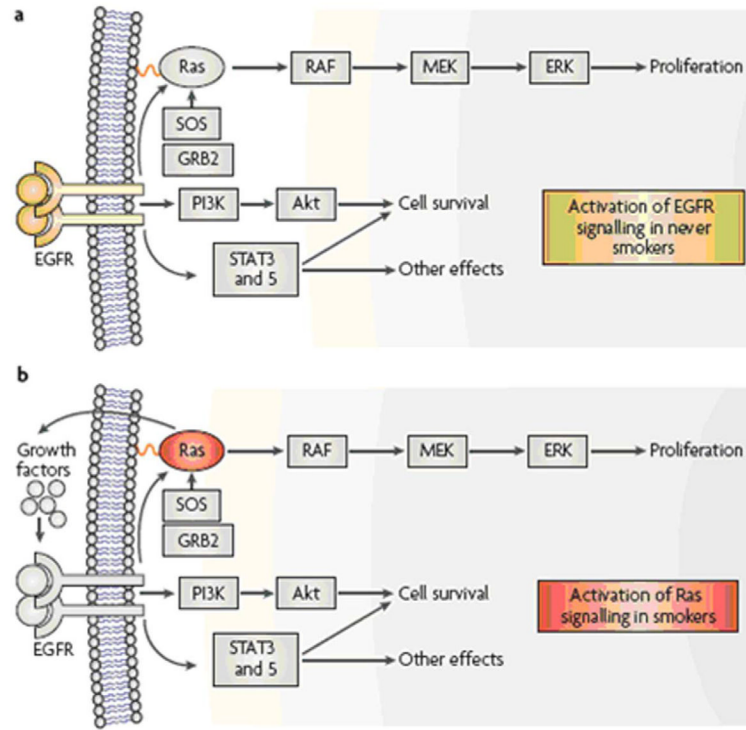 a
Ras
RAF
MEK
ERK
Proliferation
SOS
GRB2
PI3K
Akt
Cell survival
EGFR
STAT3
and 5
Other effects
Activation of EGFR
signalling in never
smokers
b
Growth
factors
Ras
RAF
MEK
ERK
Proliferation
SOS
GRB2
PI3K
Akt
Cell survival
EGFR
STAT3
and 5
Other effects
Activation of Ras
signalling in smokers